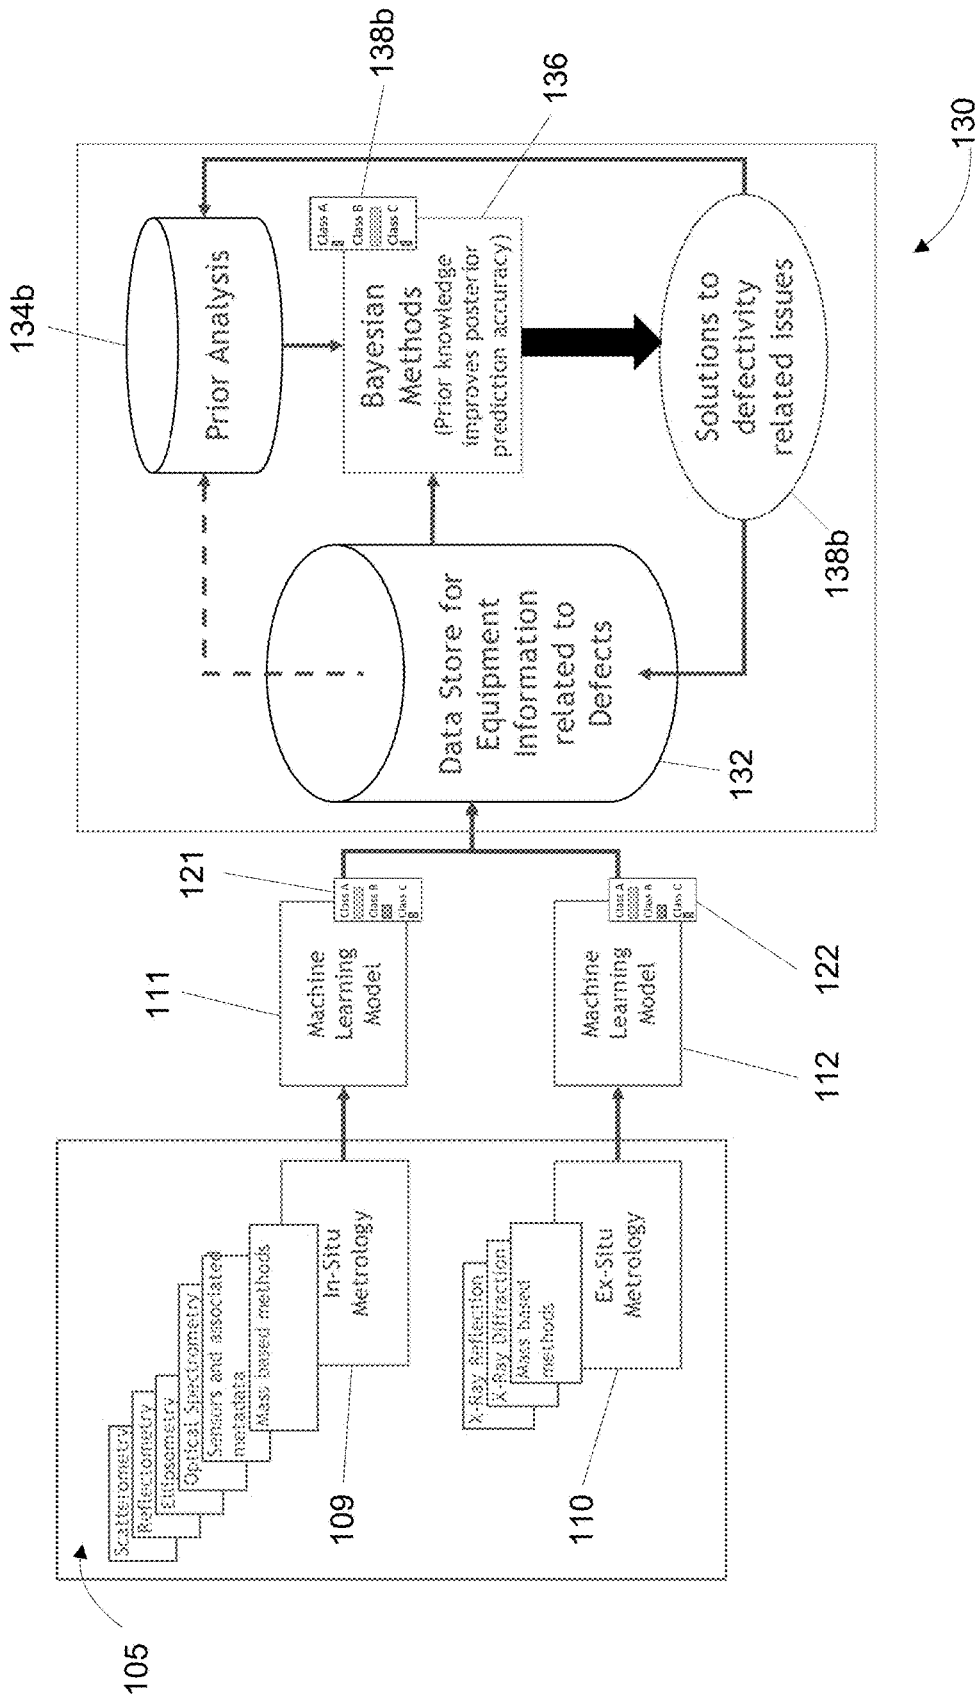 105
Scatterometry
Reflectometry
Ellipsometry
Optical Spectrometry
Sensors and associated
metadata
Mass based methods
In-Situ
Metrology
109
X-Ray Reflection
X-Ray Diffraction
Mass based
methods
Ex-Situ
Metrology
110
111
Machine
Learning
Model
121
Class A
Class B
Class C
112
Machine
Learning
Model
122
Class A
Class B
Class C
Data Store for
Equipment
Information
related to
Defects
132
134b
Prior Analysis
Bayesian
Methods
(Prior knowledge
improves posterior
prediction accuracy)
Class A
Class B
Class C
138b
136
Solutions to
defectivity
related issues
138b
130